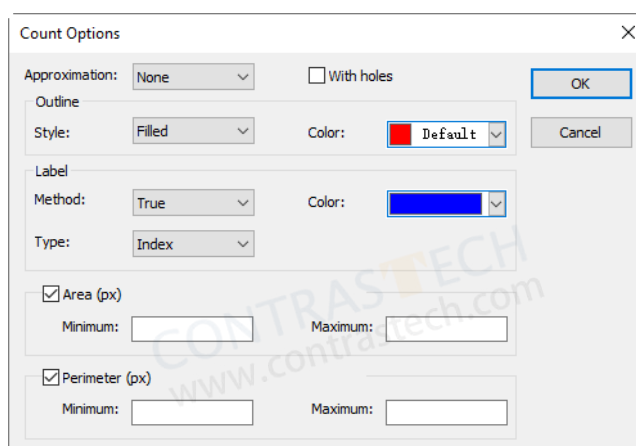 Count Options
Approximation: None With holes OK
Outline
Style: Filled Color: Default Cancel
Label
Method: True Color:
Type: Index
Area (px)
Minimum: Maximum:
Perimeter (px)
Minimum: Maximum:
CONTRASTECH
www.contrastech.com